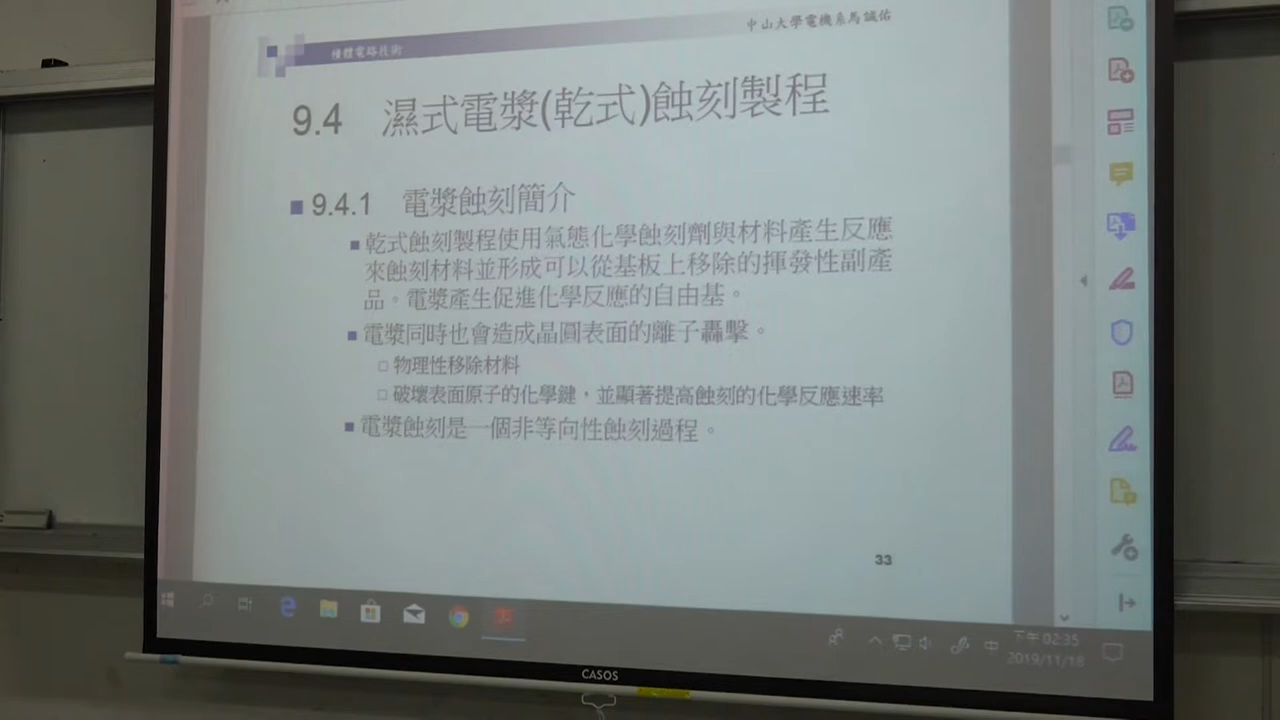 中山大學電機系馬誠佑
積體電路技術
9.4 濕式電漿(乾式)蝕刻製程
9.4.1 電漿蝕刻簡介
乾式蝕刻製程使用氣態化學蝕刻劑與材料產生反應
來蝕刻材料並形成可以從基板上移除的揮發性副產
品。電漿產生促進化學反應的自由基。
電漿同時也會造成晶圓表面的離子轟擊。
物理性移除材料
破壞表面原子的化學鍵，並顯著提高蝕刻的化學反應速率
電漿蝕刻是一個非等向性蝕刻過程。
33
中
下午 02:35
2019/11/18
CASOS